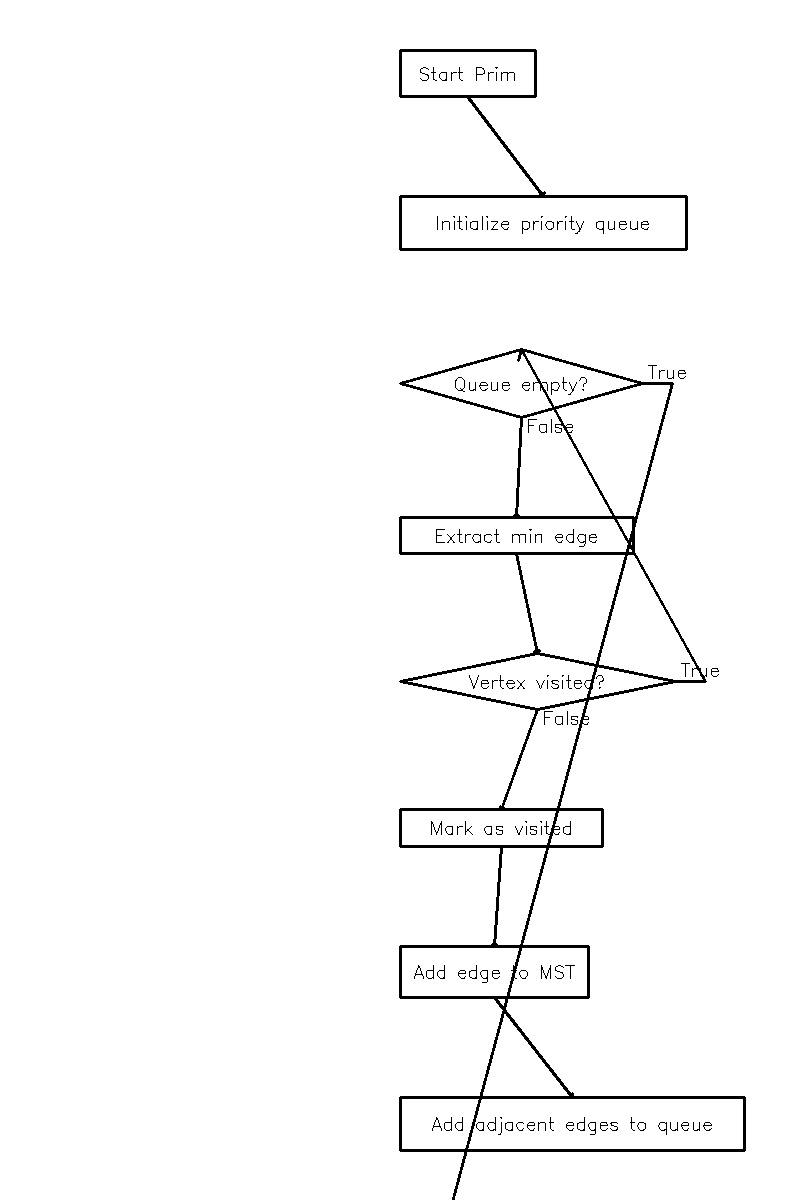 Start Prim
Initialize priority queue
Queue empty?
True
False
Extract min edge
Vertex visited?
True
False
Mark as visited
Add edge to MST
Add adjacent edges to queue